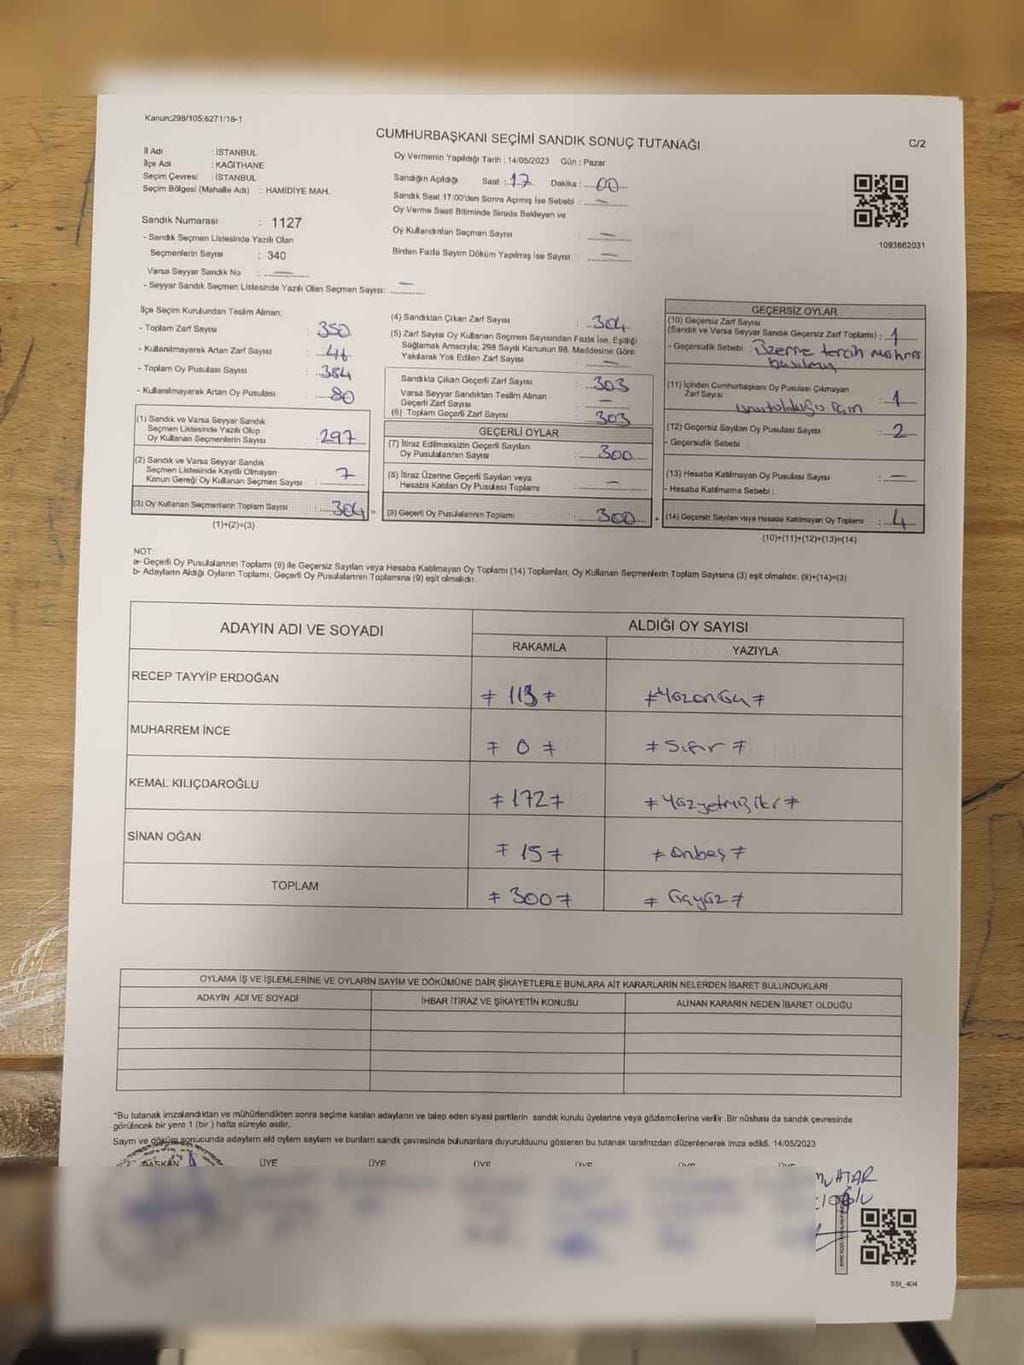 Kanun:298/105;6271/18-1
CUMHURBAŞKANI SEÇİMİ SANDIK SONUÇ TUTANAĞI
C/2
İl Adı : İSTANBUL
İlçe Adı : KAĞITHANE
Seçim Çevresi : İSTANBUL
Seçim Bölgesi (Mahalle Adı) : HAMİDİYE MAH.
Sandık Numarası : 1127
- Sandık Seçmen Listesinde Yazılı Olan
Seçmenlerin Sayısı : 340
Varsa Seyyar Sandık No : —
- Seyyar Sandık Seçmen Listesinde Yazılı Olan Seçmen Sayısı: —
Oy Vermenin Yapıldığı Tarih : 14/05/2023 Gün : Pazar
Sandığın Açıldığı Saat : 17 Dakika : 00
Sandık Saat 17:00'den Sonra Açılmış İse Sebebi : —
Oy Verme Saati Bitiminde Sırada Bekleyen ve
Oy Kullandırılan Seçmen Sayısı : —
Birden Fazla Sayım Döküm Yapılmış İse Sayısı : —
1093662031
İlçe Seçim Kurulundan Teslim Alınan:
- Toplam Zarf Sayısı : 350
- Kullanılmayarak Artan Zarf Sayısı : 46
- Toplam Oy Pusulası Sayısı : 384
- Kullanılmayarak Artan Oy Pusulası : 80
(1) Sandık ve Varsa Seyyar Sandık
Seçmen Listesinde Yazılı Olup
Oy Kullanan Seçmenlerin Sayısı : 297
(2) Sandık ve Varsa Seyyar Sandık
Seçmen Listesinde Kayıtlı Olmayan
Kanun Gereği Oy Kullanan Seçmen Sayısı : 7
(3) Oy Kullanan Seçmenlerin Toplam Sayısı : 304
(1)+(2)=(3)
(4) Sandıktan Çıkan Zarf Sayısı : 304
(5) Zarf Sayısı Oy Kullanan Seçmen Sayısından Fazla İse, Eşitliği
Sağlamak Amacıyla; 298 Sayılı Kanunun 98. Maddesine Göre
Yakılarak Yok Edilen Zarf Sayısı : —
Sandıkta Çıkan Geçerli Zarf Sayısı : 303
Varsa Seyyar Sandıktan Teslim Alınan
Geçerli Zarf Sayısı : —
(6) Toplam Geçerli Zarf Sayısı : 303
GEÇERLİ OYLAR
(7) İtiraz Edilmeksizin Geçerli Sayılan
Oy Pusulalarının Sayısı : 300
(8) İtiraz Üzerine Geçerli Sayılan veya
Hesaba Katılan Oy Pusulası Toplamı : —
(9) Geçerli Oy Pusulalarının Toplamı : 300
GEÇERSİZ OYLAR
(10) Geçersiz Zarf Sayısı
(Sandık ve Varsa Seyyar Sandık Geçersiz Zarf Toplamı) : 1
- Geçersizlik Sebebi : Üzerine tercih mührü
basılmış
(11) İçinden Cumhurbaşkanı Oy Pusulası Çıkmayan
Zarf Sayısı : 1
unutulduğu için
(12) Geçersiz Sayılan Oy Pusulası Sayısı : 2
- Geçersizlik Sebebi :
(13) Hesaba Katılmayan Oy Pusulası Sayısı : —
- Hesaba Katılmama Sebebi :
(14) Geçersiz Sayılan veya Hesaba Katılmayan Oy Toplamı : 4
(10)+(11)+(12)+(13)=(14)
NOT:
a- Geçerli Oy Pusulalarının Toplamı (9) ile Geçersiz Sayılan veya Hesaba Katılmayan Oy Toplamı (14) Toplamları, Oy Kullanan Seçmenlerin Toplam Sayısına (3) eşit olmalıdır. (9)+(14)=(3)
b- Adayların Aldığı Oyların Toplamı, Geçerli Oy Pusulalarının Toplamına (9) eşit olmalıdır.
ADAYIN ADI VE SOYADI
ALDIĞI OY SAYISI
RAKAMLA
YAZIYLA
RECEP TAYYİP ERDOĞAN ≠ 113 ≠
MUHARREM İNCE ≠ 0 ≠ ≠ Sıfır ≠
KEMAL KILIÇDAROĞLU ≠ 172 ≠ ≠ Yüzyetmişiki ≠
SİNAN OĞAN ≠ 15 ≠ ≠ Onbeş ≠
TOPLAM ≠ 300 ≠ ≠ Üçyüz ≠
OYLAMA İŞ VE İŞLEMLERİNE VE OYLARIN SAYIM VE DÖKÜMÜNE DAİR ŞİKAYETLERLE BUNLARA AİT KARARLARIN NELERDEN İBARET BULUNDUKLARI
ADAYIN ADI VE SOYADI
İHBAR İTİRAZ VE ŞİKAYETİN KONUSU
ALINAN KARARIN NEDEN İBARET OLDUĞU
*Bu tutanak imzalandıktan ve mühürlendikten sonra seçime katılan adayların ve talep eden siyasi partilerin sandık kurulu üyelerine veya gözlemcilerine verilir. Bir nüshası da sandık çevresinde
görülecek bir yere 1 (bir) hafta süreyle asılır.
Sayım ve döküm sonucunda adayların aldı oyların sayıları ve bunların sandık çevresinde bulunanlara duyurulduunu gösteren bu tutanak tarafımızdan düzenlenerek imza edildi. 14/05/2023
BAŞKAN ÜYE ÜYE ÜYE ÜYE ÜYE ÜYE
MUHTAR
SSI_404